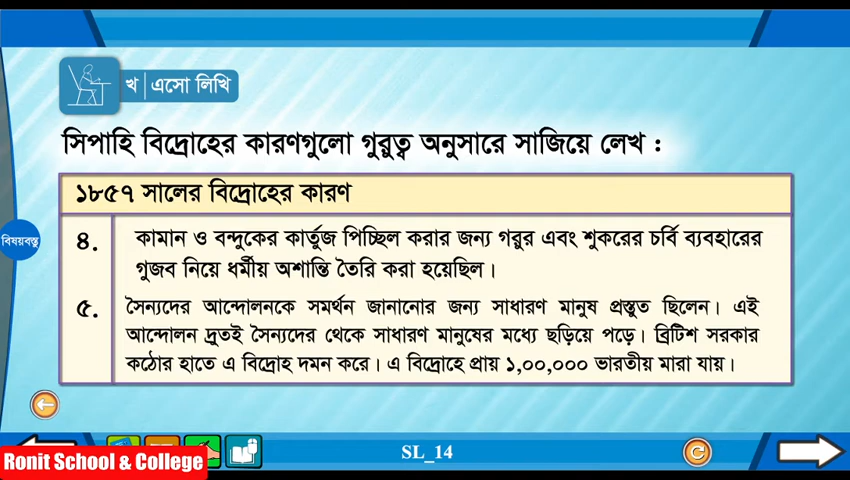 খ | এসো লিখি
সিপাহি বিদ্রোহের কারণগুলো গুরুত্ব অনুসারে সাজিয়ে লেখ :
১৮৫৭ সালের বিদ্রোহের কারণ
৪. কামান ও বন্দুকের কার্তুজ পিচ্ছিল করার জন্য গরুর এবং শুকরের চর্বি ব্যবহারের
গুজব নিয়ে ধর্মীয় অশান্তি তৈরি করা হয়েছিল।
৫. সৈন্যদের আন্দোলনকে সমর্থন জানানোর জন্য সাধারণ মানুষ প্রস্তুত ছিলেন। এই
আন্দোলন দ্রুতই সৈন্যদের থেকে সাধারণ মানুষের মধ্যে ছড়িয়ে পড়ে। ব্রিটিশ সরকার
কঠোর হাতে এ বিদ্রোহ দমন করে। এ বিদ্রোহে প্রায় ১,০০,০০০ ভারতীয় মারা যায়।
বিষয়বস্তু
SL_14
Ronit School & College